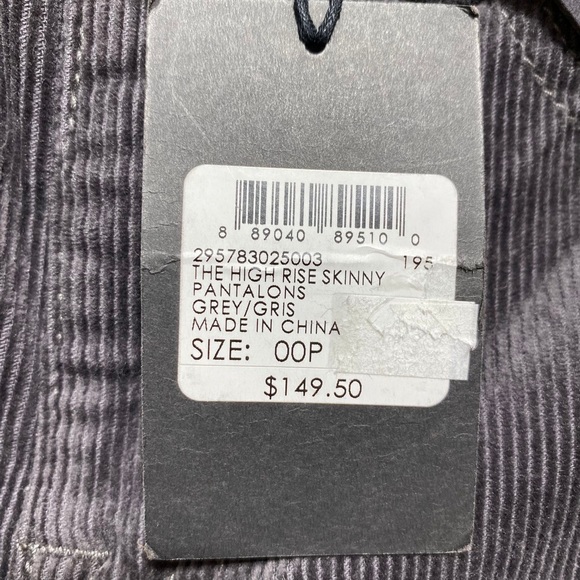 8 89040 89510 0
295783025003 195
THE HIGH RISE SKINNY
PANTALONS
GREY/GRIS
MADE IN CHINA
SIZE: 00P
$149.50